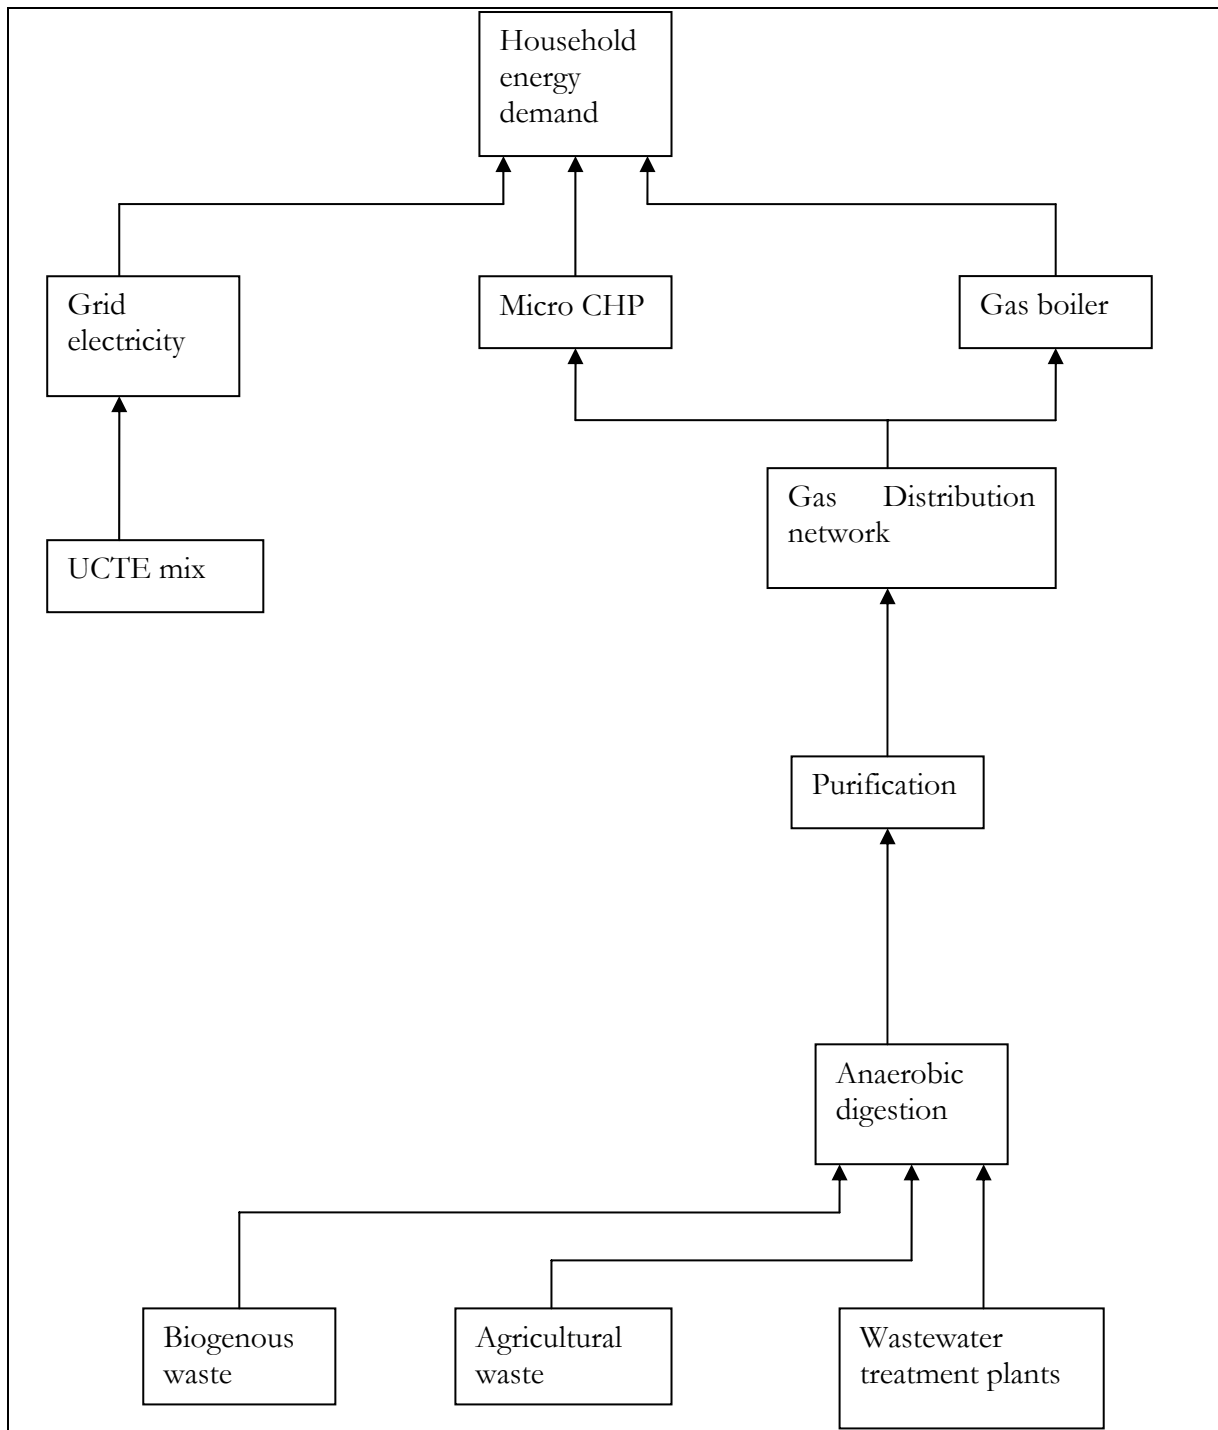 Household
energy
demand
Grid
electricity
Micro CHP
Gas boiler
Gas Distribution
network
UCTE mix
Purification
Anaerobic
digestion
Biogenous
waste
Agricultural
waste
Wastewater
treatment plants